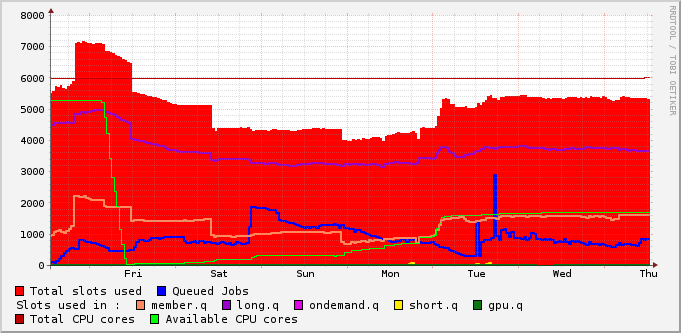 8000
7000
6000
5000
4000
3000
2000
1000
0
Fri Sat Sun Mon Tue Wed Thu
RRDTOOL / TOBI OETIKER
Total slots used Queued Jobs
Slots used in : member.q long.q ondemand.q short.q gpu.q
Total CPU cores Available CPU cores